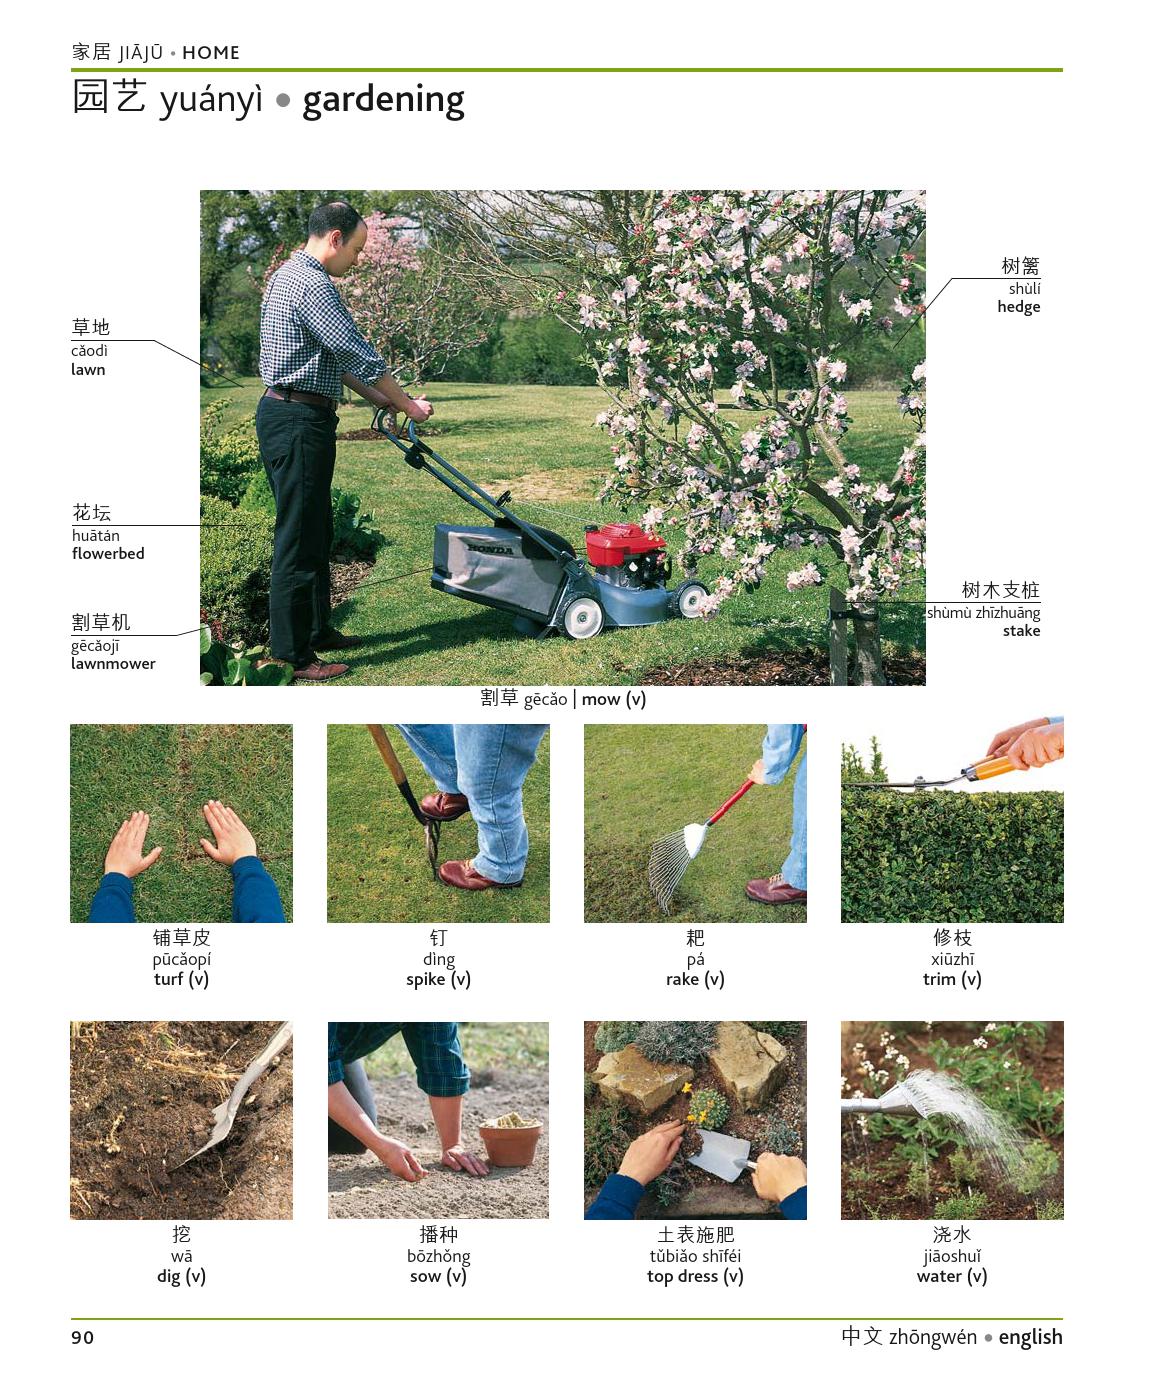 家居 JIĀJŪ • HOME
园艺 yuányì • gardening
树篱
shùlí
hedge
草地
cǎodì
lawn
花坛
huātán
flowerbed
HONDA
树木支桩
shùmù zhīzhuāng
stake
割草机
gēcǎojī
lawnmower
割草 gēcǎo | mow (v)
铺草皮
pūcǎopí
turf (v)
钉
dìng
spike (v)
耙
pá
rake (v)
修枝
xiūzhī
trim (v)
挖
wā
dig (v)
播种
bōzhǒng
sow (v)
土表施肥
tǔbiǎo shīféi
top dress (v)
浇水
jiāoshuǐ
water (v)
90
中文 zhōngwén • english